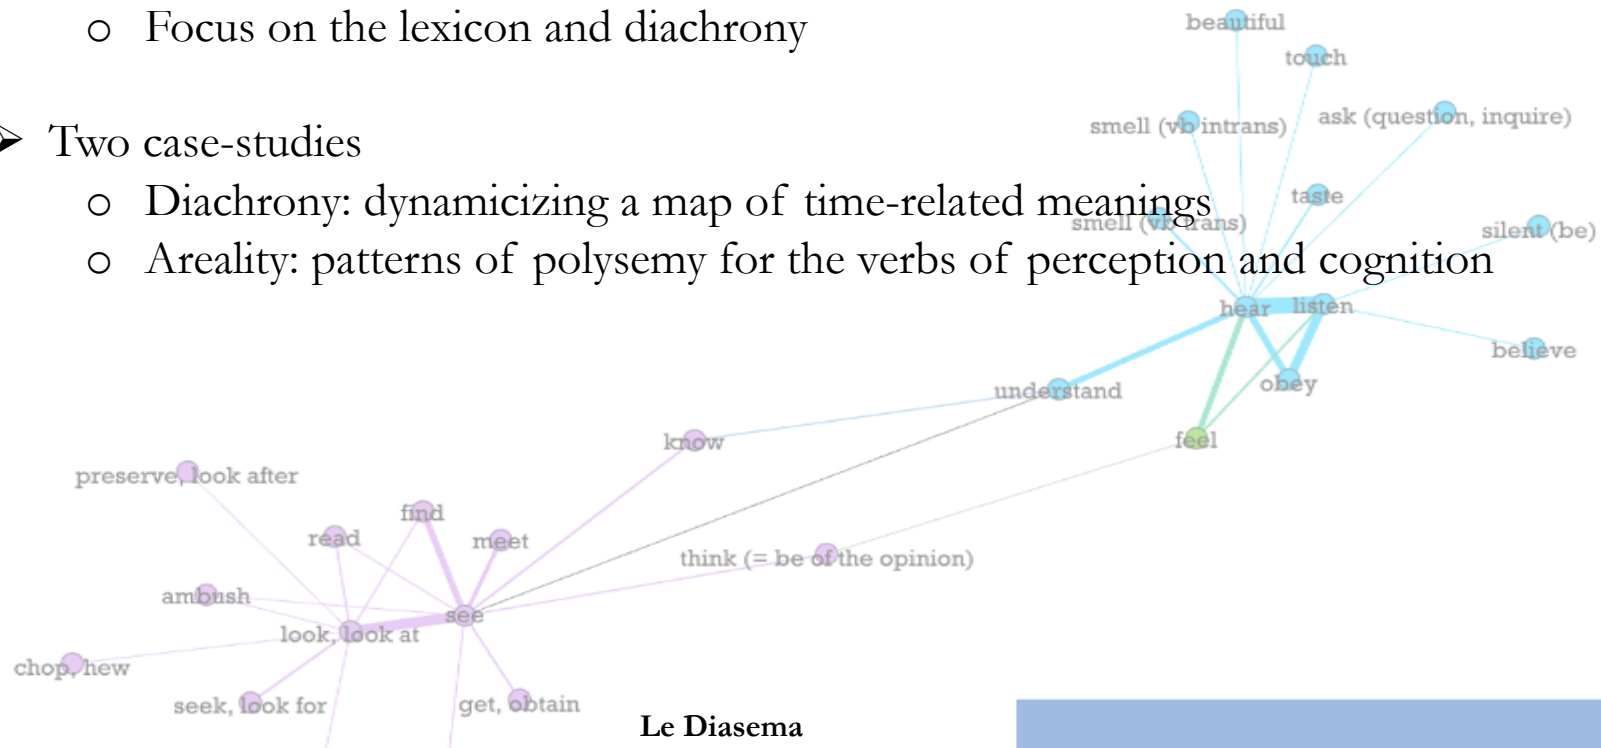 o Focus on the lexicon and diachrony
beautiful
touch
smell (vb intrans)
ask (question, inquire)
➢ Two case-studies
o Diachrony: dynamicizing a map of time-related meanings
taste
smell (vb trans)
silent (be)
o Areality: patterns of polysemy for the verbs of perception and cognition
hear
listen
believe
understand
obey
know
feel
preserve, look after
find
read
meet
think (= be of the opinion)
ambush
see
look, look at
chop, hew
seek, look for
get, obtain
Le Diasema